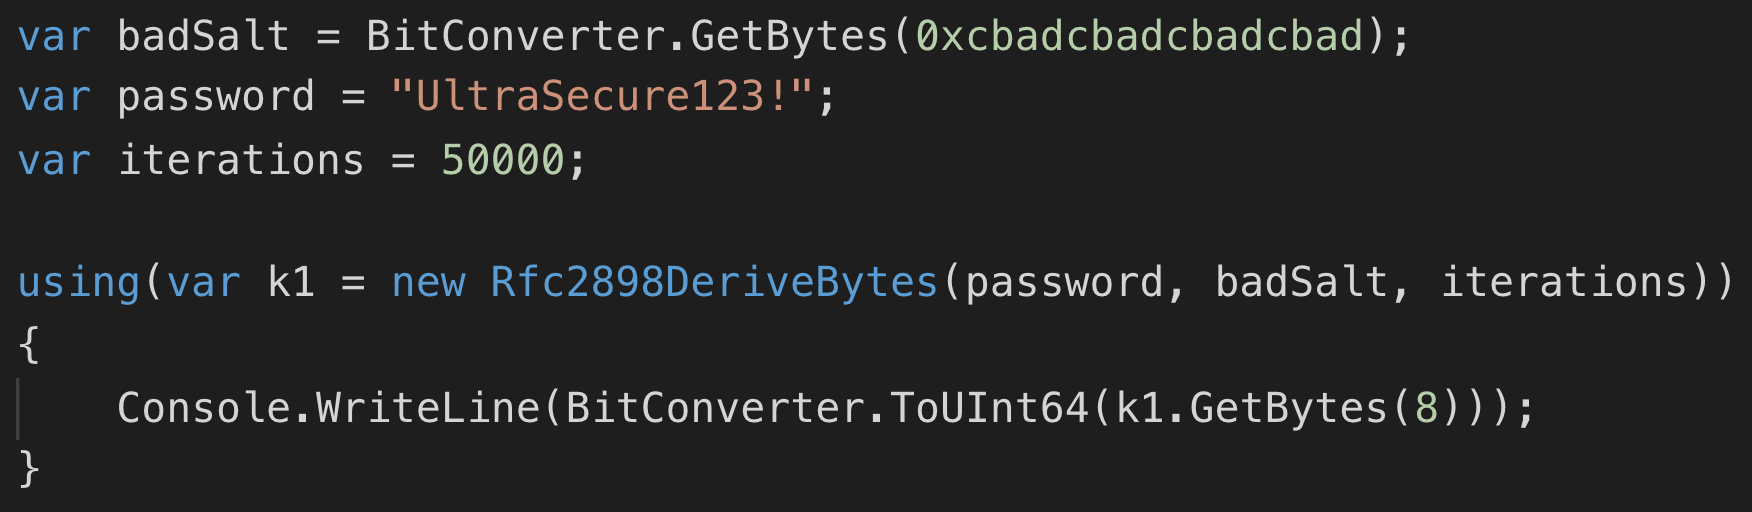 var badSalt = BitConverter.GetBytes(0xcbadcbadcbadcbad);
var password = "UltraSecure123!";
var iterations = 50000;
using(var k1 = new Rfc2898DeriveBytes(password, badSalt, iterations))
{
    Console.WriteLine(BitConverter.ToUInt64(k1.GetBytes(8)));
}